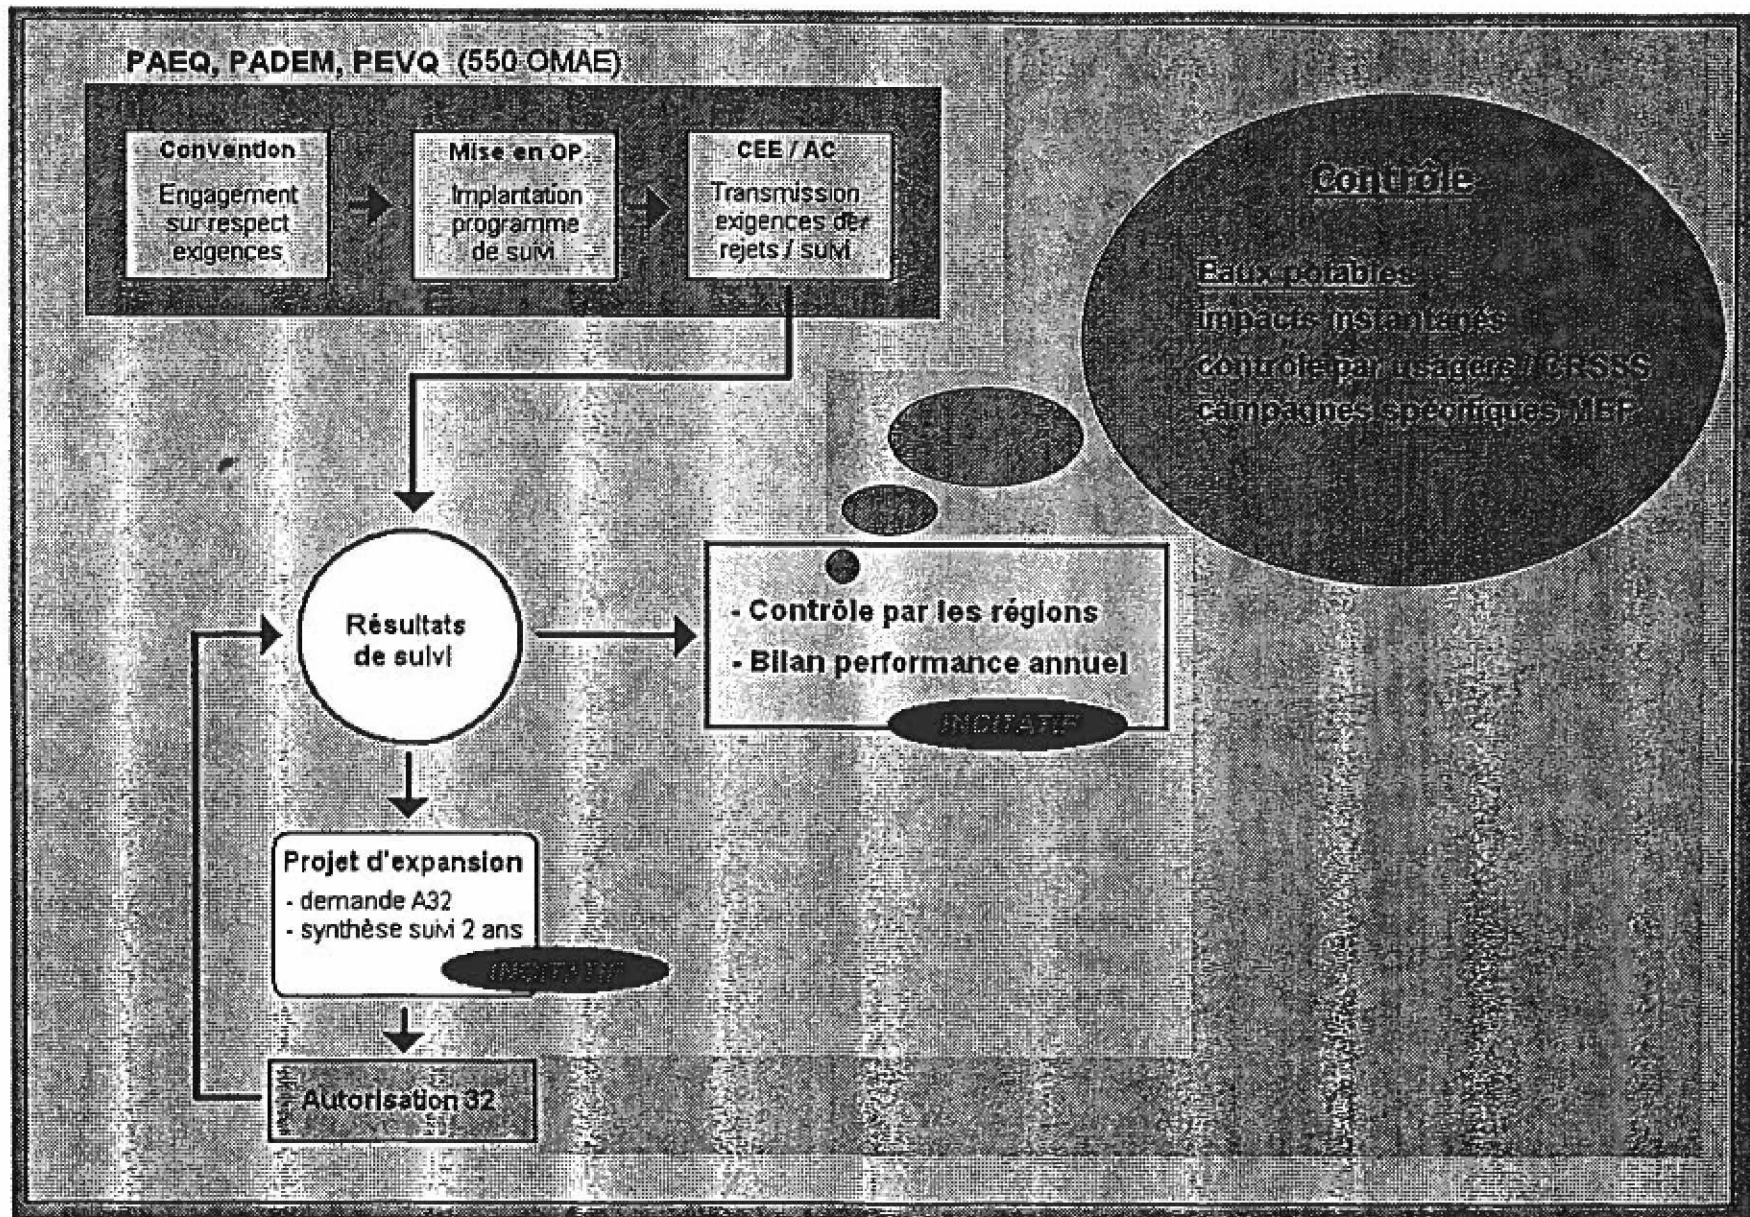 PAEQ, PADEM, PEVQ (550 OMAE)
Convention
Engagement
sur respect
exigences
Mise en OP
Implantation
programme
de suivi
CEE / AC
Transmission
exigences de
rejets / suivi
Contrôle
Eaux potables
impacts instantanés
contrôle par usagers / CRSSS
campagnes spécifiques
Résultats
de suivi
- Contrôle par les régions
- Bilan performance annuel
INCITATIF
Projet d'expansion
- demande A32
- synthèse suivi 2 ans
INCITATIF
Autorisation 32